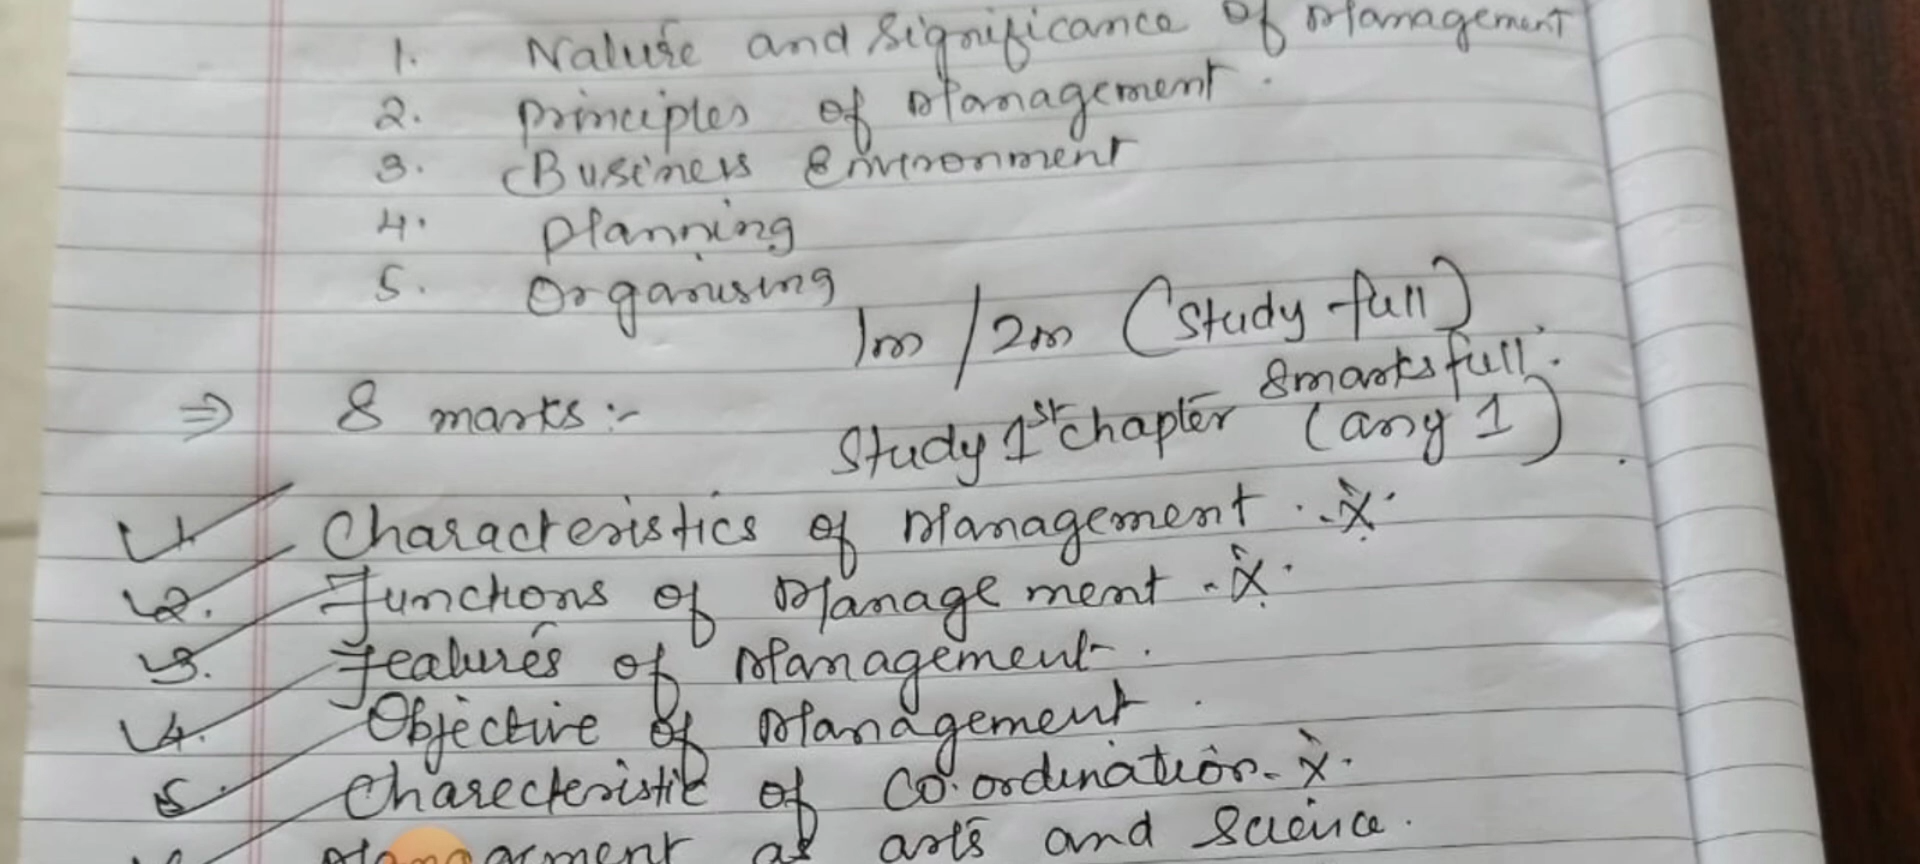 1. Nature and Significance of Management
2. Principles of Management.
3. Business Environment
4. Planning
5. Organising
1m / 2m (Study full)
⇒ 8 marks :- Study 1st chapter 8marks full. (any 1)
1. Characteristics of Management.
2. Functions of Management.
3. Features of Management.
4. Objective of Management.
5. Charecteristic of Co.ordination.
as arts and Science.